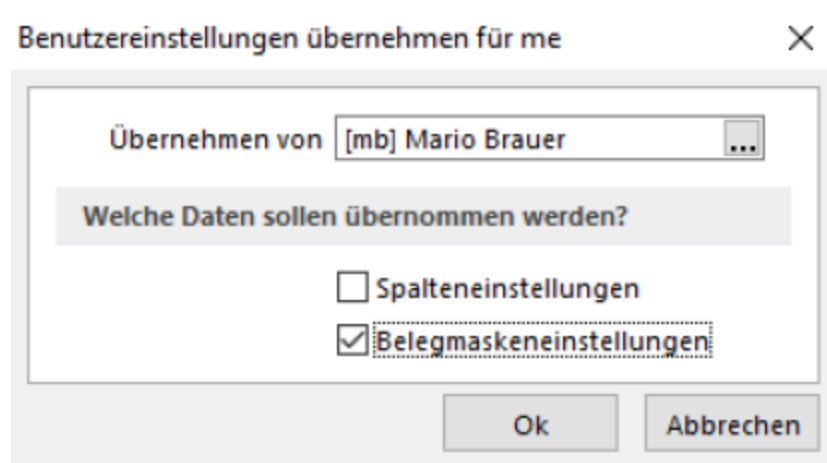 Benutzereinstellungen übernehmen für me
Übernehmen von [mb] Mario Brauer ...
Welche Daten sollen übernommen werden?
Spalteneinstellungen
Belegmaskeneinstellungen
Ok Abbrechen